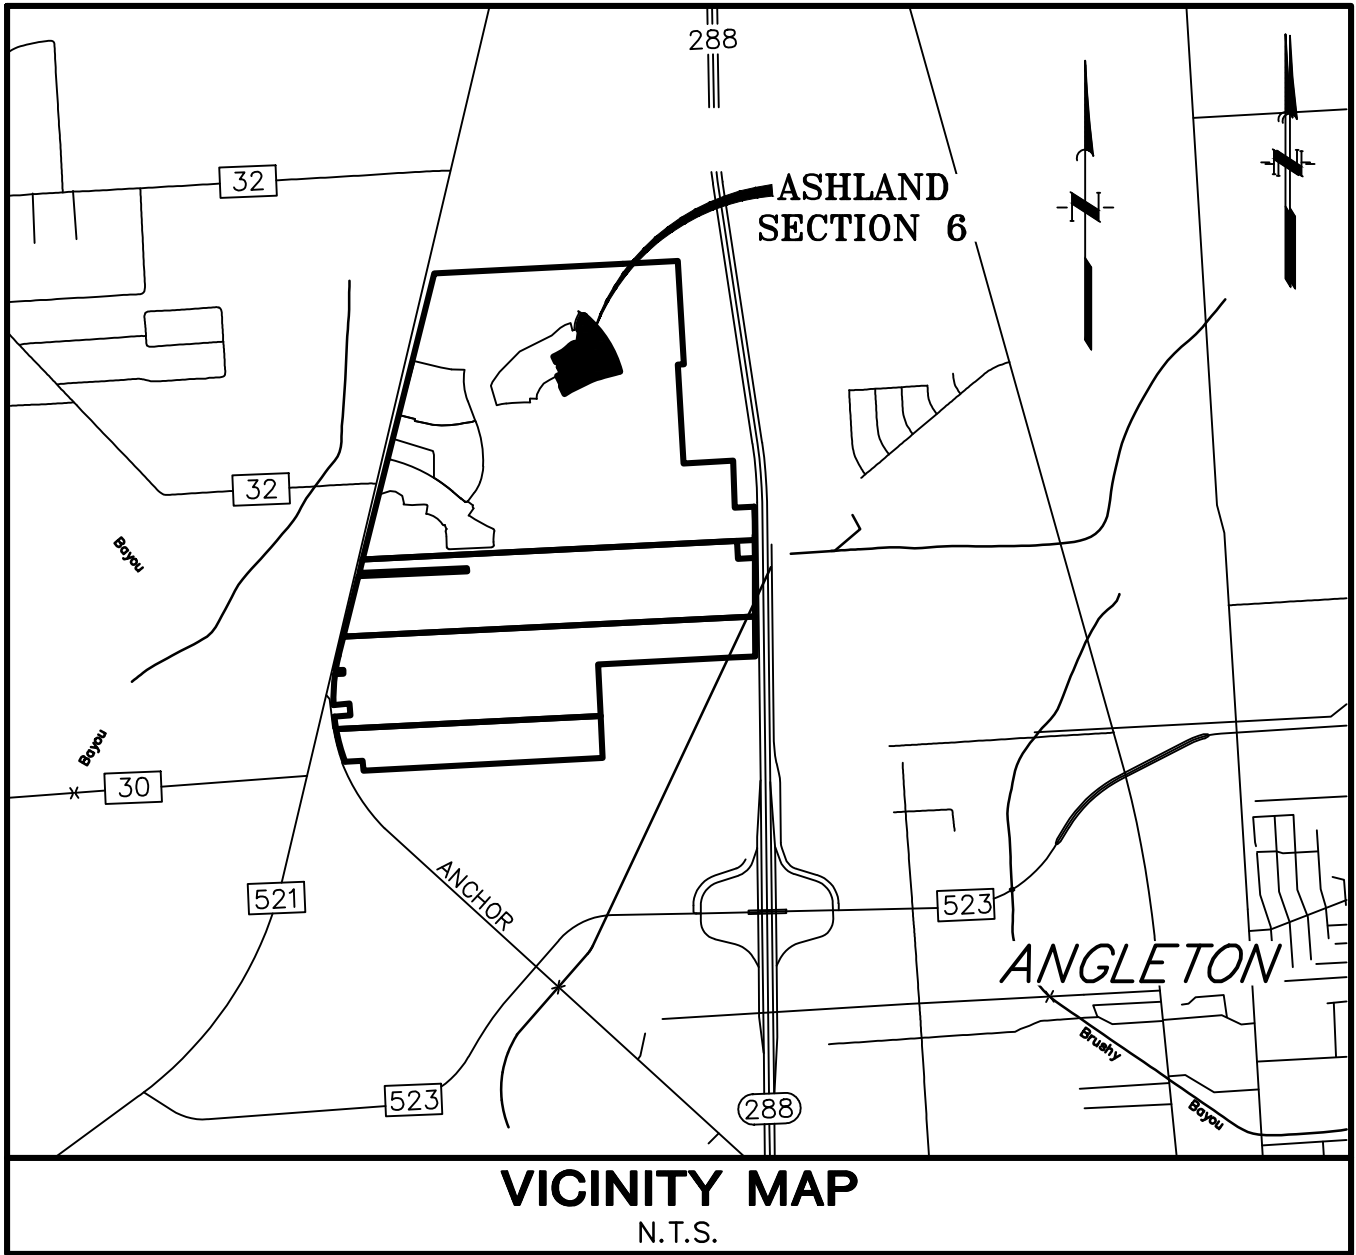 288
32
ASHLAND
SECTION 6
N
N
32
Bayou
Bayou
30
521
ANCHOR
523
ANGLETON
Brushy
523
288
Bayou
VICINITY MAP
N.T.S.